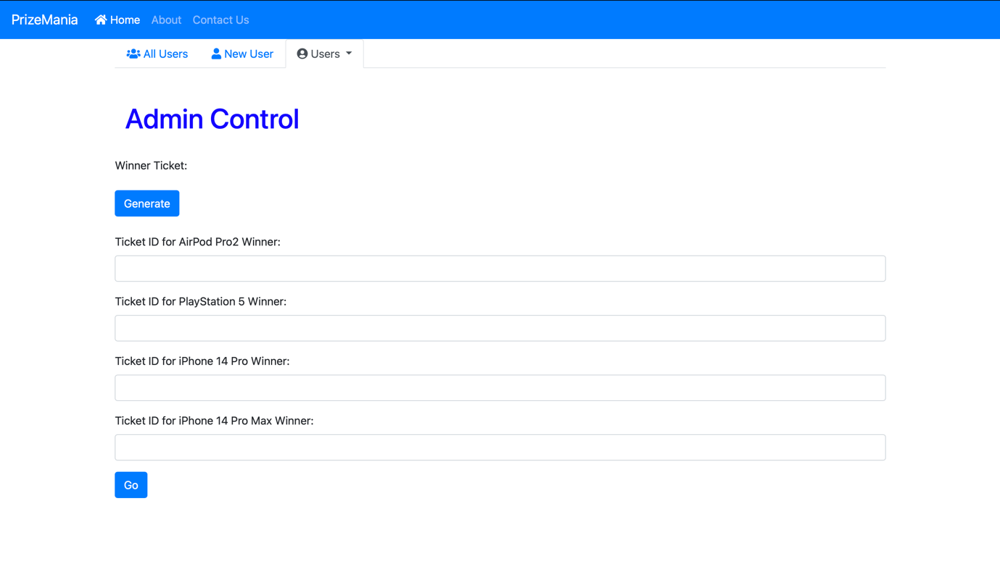 PrizeMania Home About Contact Us
All Users New User Users
Admin Control
Winner Ticket:
Generate
Ticket ID for AirPod Pro2 Winner:
Ticket ID for PlayStation 5 Winner:
Ticket ID for iPhone 14 Pro Winner:
Ticket ID for iPhone 14 Pro Max Winner:
Go